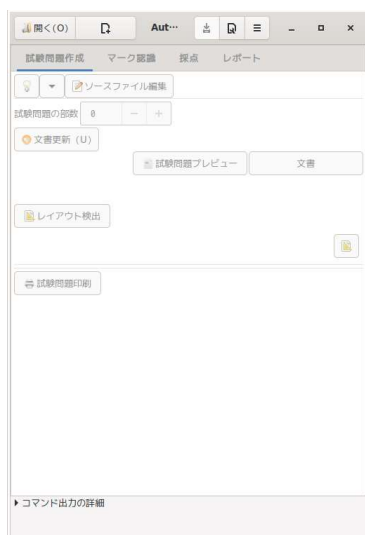 開く(O) Aut…
試験問題作成 マーク認識 採点 レポート
ソースファイル編集
試験問題の部数 0 − +
文書更新 (U)
試験問題プレビュー 文書
レイアウト検出
試験問題印刷
コマンド出力の詳細